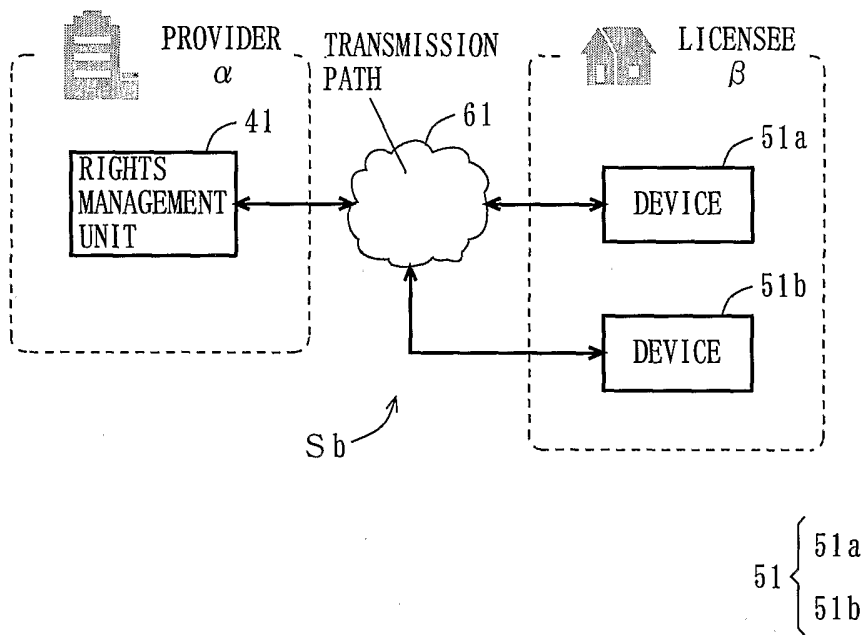 PROVIDER
α
TRANSMISSION
PATH
LICENSEE
β
41
61
51a
RIGHTS
MANAGEMENT
UNIT
DEVICE
51b
DEVICE
Sb
51
51a
51b